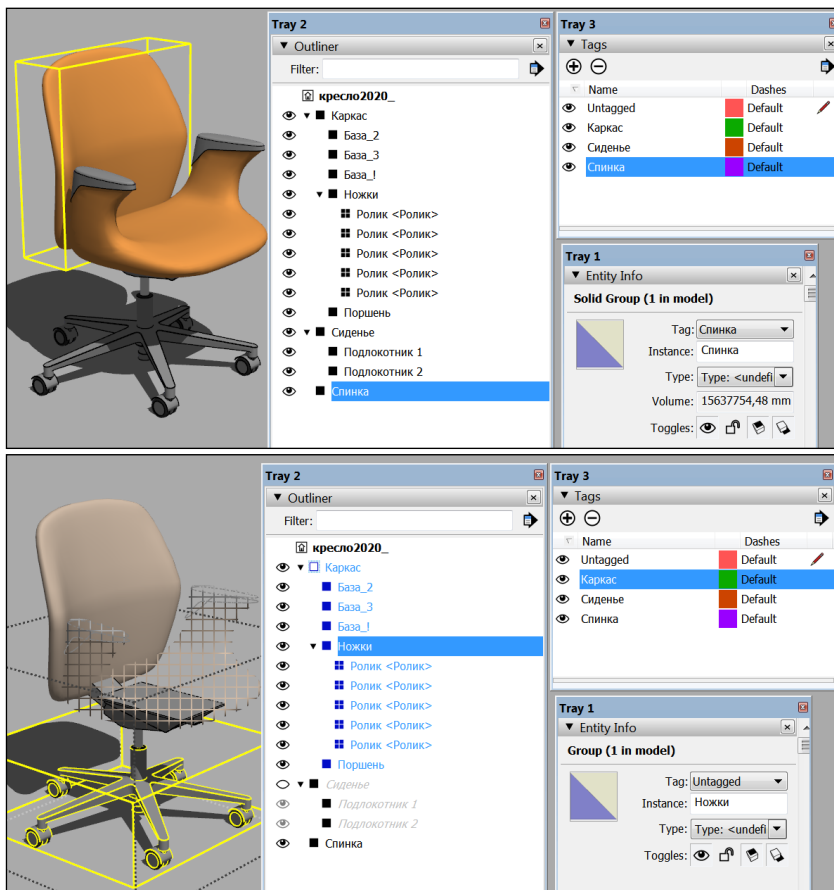 Tray 2
Outliner
Filter:
кресло2020_
Каркас
База_2
База_3
База_!
Ножки
Ролик <Ролик>
Ролик <Ролик>
Ролик <Ролик>
Ролик <Ролик>
Ролик <Ролик>
Поршень
Сиденье
Подлокотник 1
Подлокотник 2
Спинка
Tray 3
Tags
Name Dashes
Untagged Default
Каркас Default
Сиденье Default
Спинка Default
Tray 1
Entity Info
Solid Group (1 in model)
Tag: Спинка
Instance: Спинка
Type: Type: <undefi
Volume: 15637754,48 mm
Toggles:
Tray 2
Outliner
Filter:
кресло2020_
Каркас
База_2
База_3
База_!
Ножки
Ролик <Ролик>
Ролик <Ролик>
Ролик <Ролик>
Ролик <Ролик>
Ролик <Ролик>
Поршень
Сиденье
Подлокотник 1
Подлокотник 2
Спинка
Tray 3
Tags
Name Dashes
Untagged Default
Каркас Default
Сиденье Default
Спинка Default
Tray 1
Entity Info
Group (1 in model)
Tag: Untagged
Instance: Ножки
Type: Type: <undefi
Toggles: